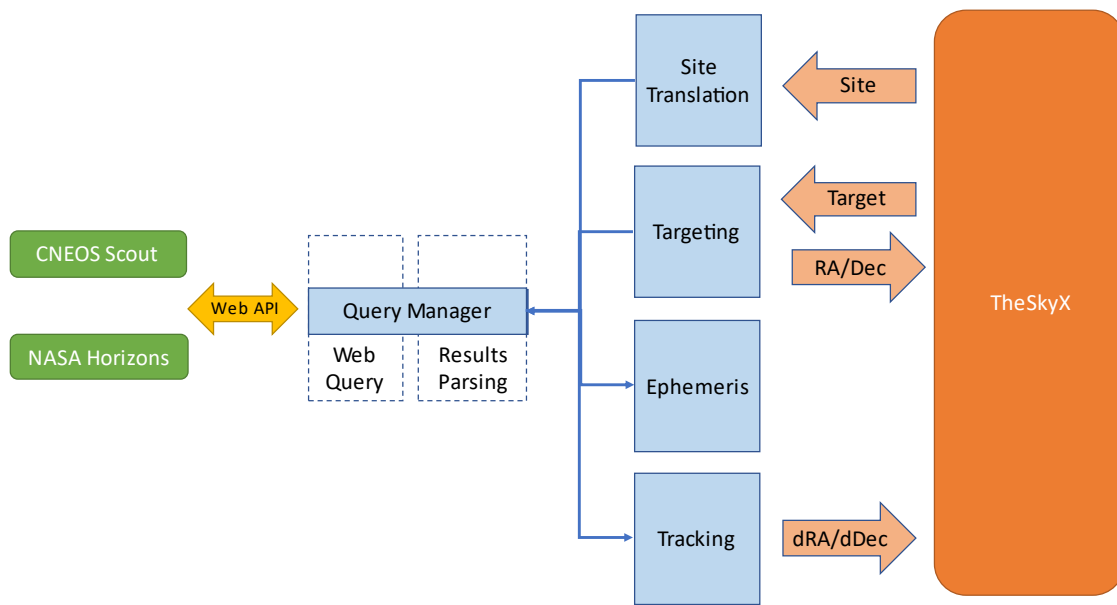 Site
Translation
Site
Target
Targeting
RA/Dec
CNEOS Scout
Web API
NASA Horizons
Query Manager
Web
Query
Results
Parsing
Ephemeris
Tracking
dRA/dDec
TheSkyX